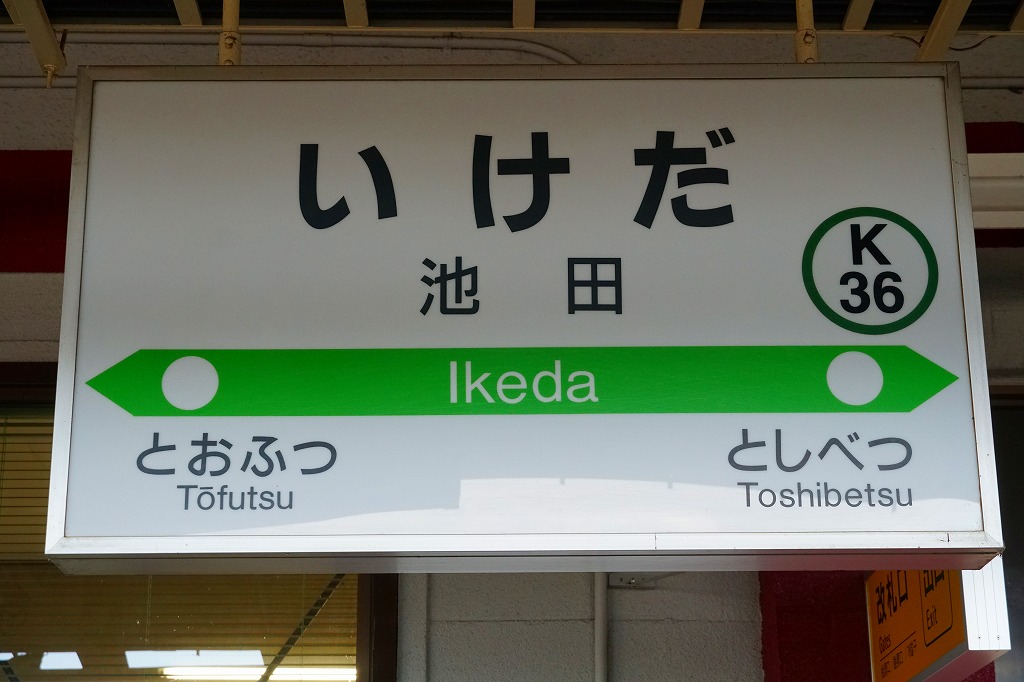 いけだ
池田
K
36
Ikeda
とおふつ
Tōfutsu
としべつ
Toshibetsu
改札口
Gates
出口
Exit